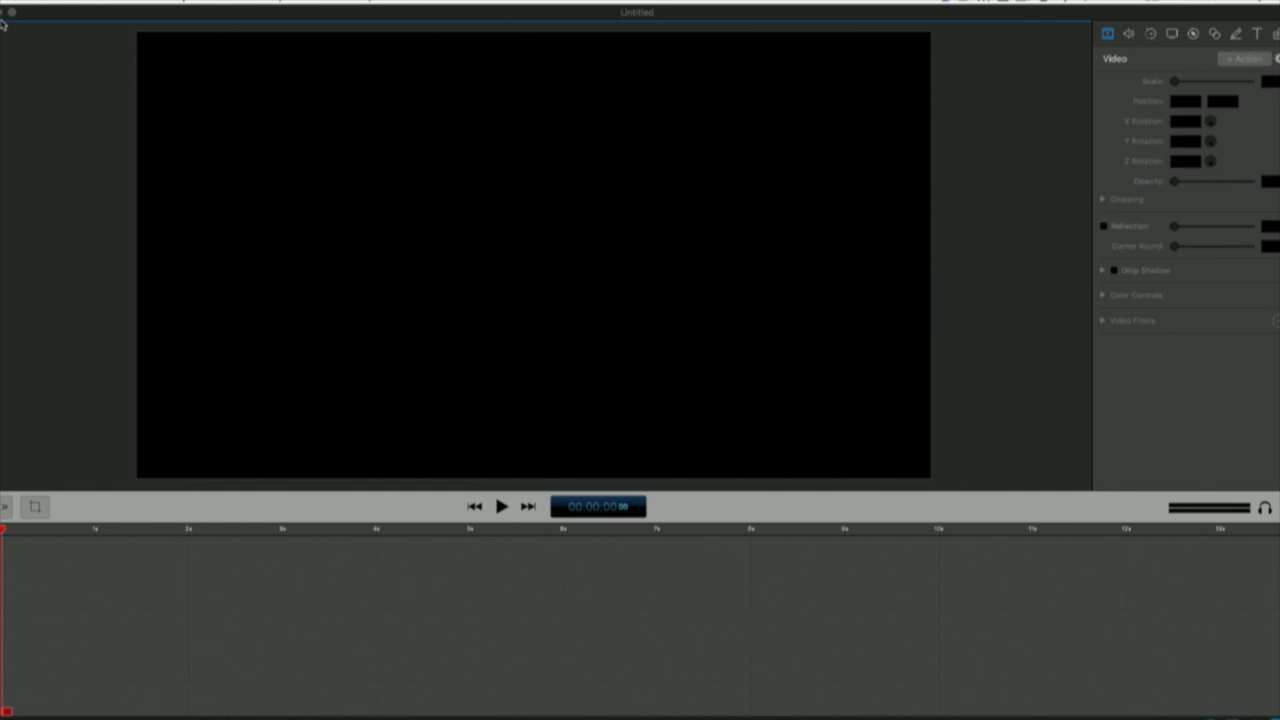 Untitled
Video
+ Action
Scale:
Position:
X Rotation:
Y Rotation:
Z Rotation:
Opacity:
Cropping
Reflection:
Corner Round:
Drop Shadow
Color Controls
Video Filters
00:00:00 00
1s 2s 3s 4s 5s 6s 7s 8s 9s 10s 11s 12s 13s